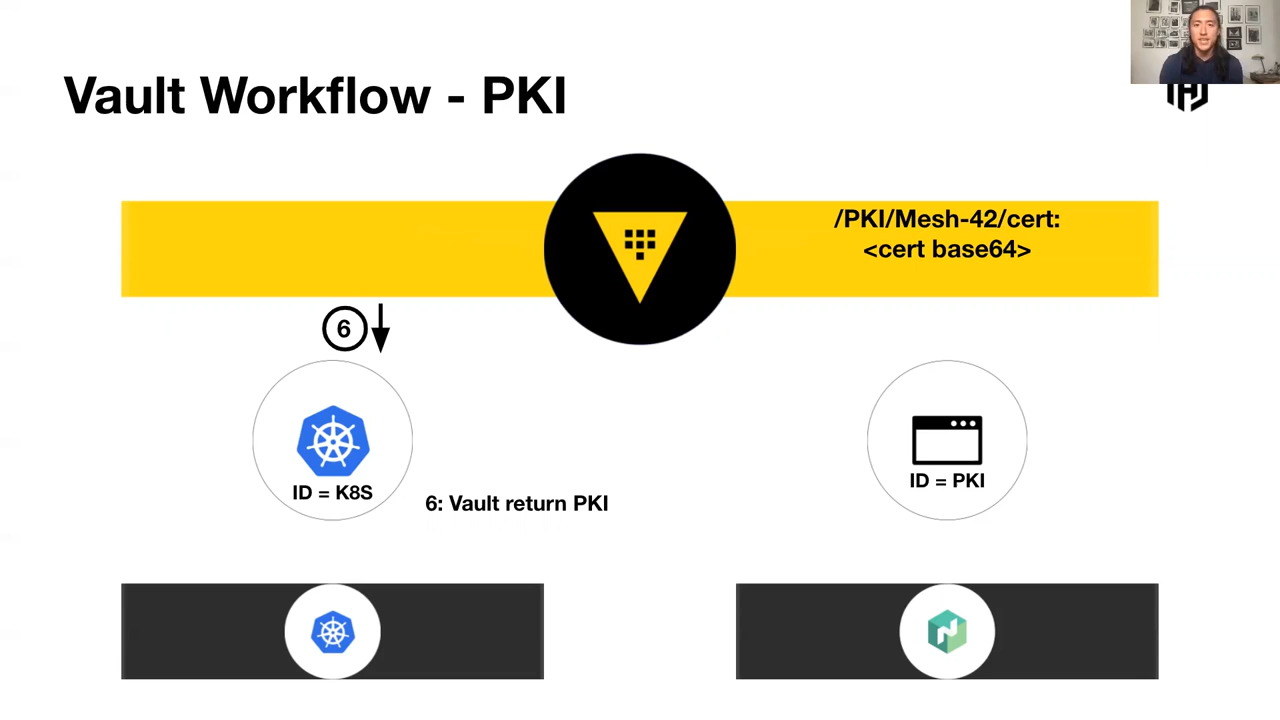 Vault Workflow - PKI
/PKI/Mesh-42/cert:
<cert base64>
6
ID = K8S
6: Vault return PKI
ID = PKI